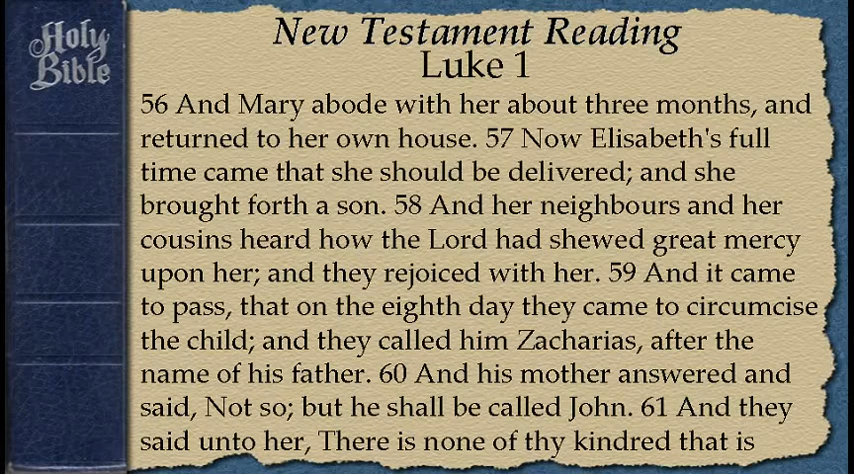 Holy
Bible
New Testament Reading
Luke 1
56 And Mary abode with her about three months, and
returned to her own house. 57 Now Elisabeth's full
time came that she should be delivered; and she
brought forth a son. 58 And her neighbours and her
cousins heard how the Lord had shewed great mercy
upon her; and they rejoiced with her. 59 And it came
to pass, that on the eighth day they came to circumcise
the child; and they called him Zacharias, after the
name of his father. 60 And his mother answered and
said, Not so; but he shall be called John. 61 And they
said unto her, There is none of thy kindred that is